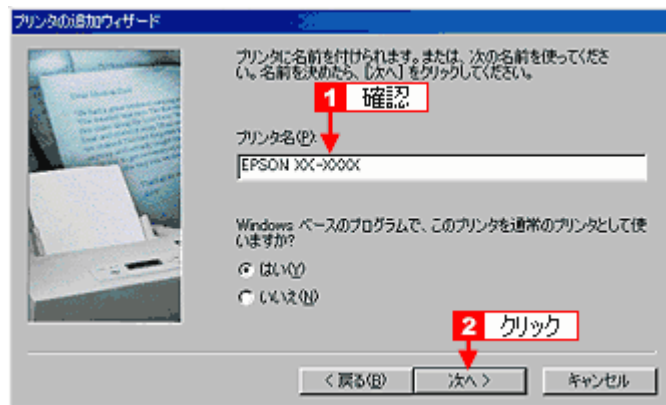 プリンタの追加ウィザード
プリンタに名前を付けられます。または、次の名前を使ってくださ
い。名前を決めたら、[次へ] をクリックしてください。
1 確認
プリンタ名(P):
EPSON XX-XXXX
Windows ベースのプログラムで、このプリンタを通常のプリンタとして使
いますか?
はい(Y)
いいえ(N)
2 クリック
< 戻る(B)
次へ >
キャンセル